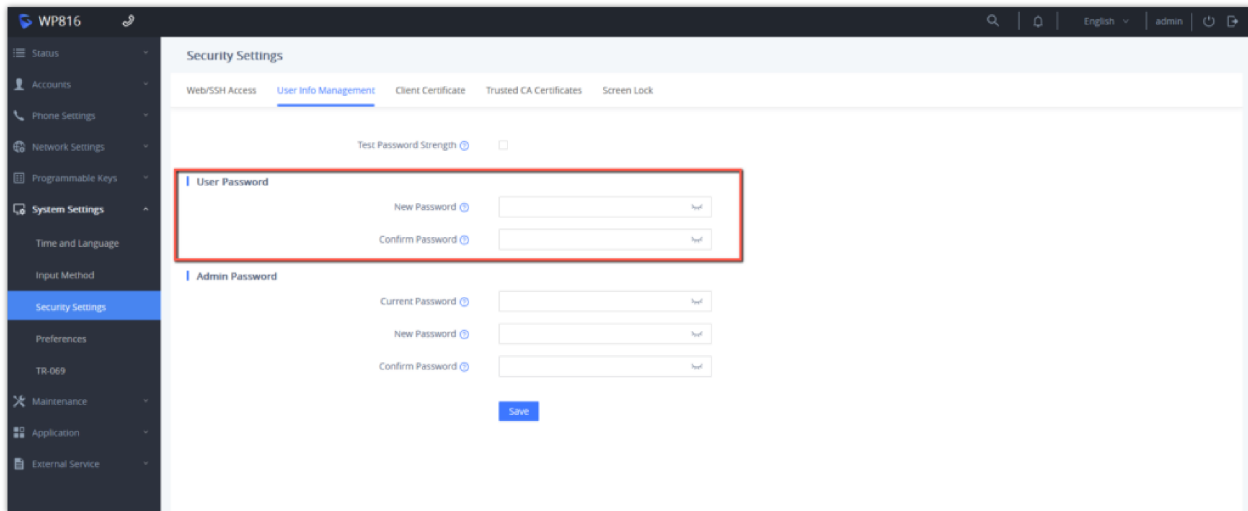 WP816
English
admin
Status
Accounts
Phone Settings
Network Settings
Programmable Keys
System Settings
Time and Language
Input Method
Security Settings
Preferences
TR-069
Maintenance
Application
External Service
Security Settings
Web/SSH Access
User Info Management
Client Certificate
Trusted CA Certificates
Screen Lock
Test Password Strength
User Password
New Password
Confirm Password
Admin Password
Current Password
New Password
Confirm Password
Save